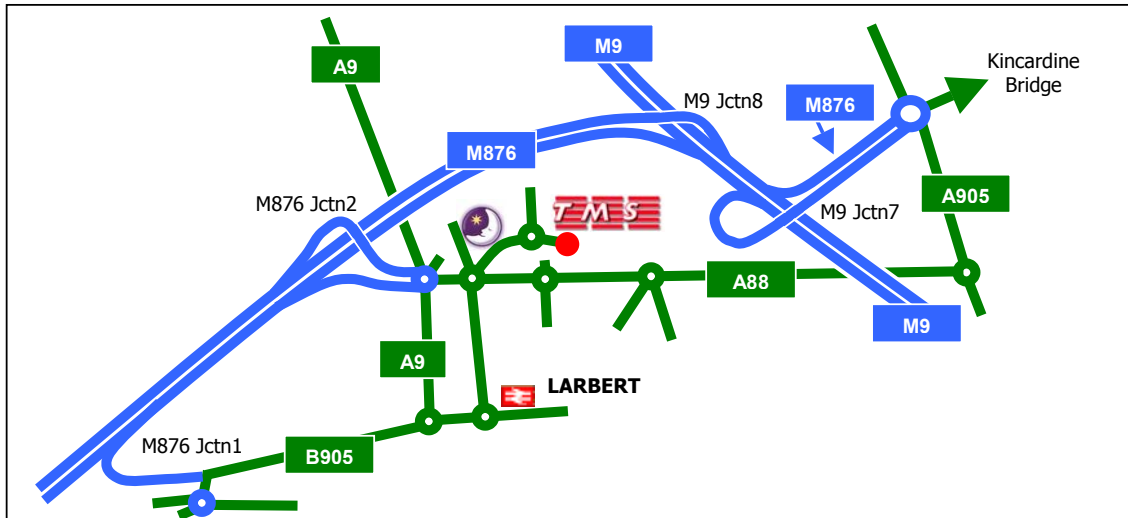 M9
A9
Kincardine
Bridge
M9 Jctn8
M876
M876
A905
M876 Jctn2
TMS
M9 Jctn7
A88
M9
A9
LARBERT
M876 Jctn1
B905